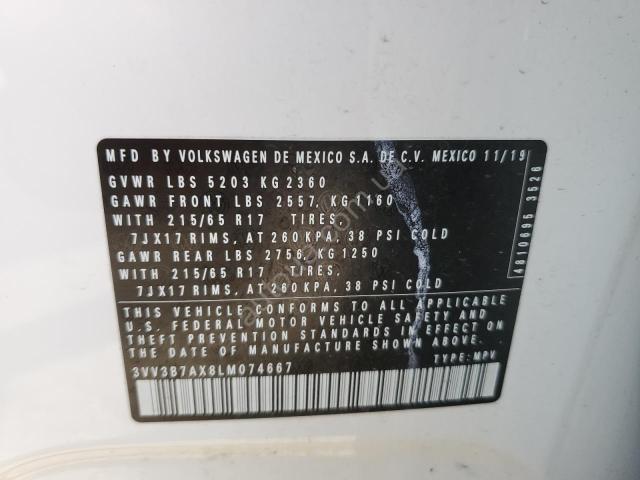 MFD BY VOLKSWAGEN DE MEXICO S.A. DE C.V. MEXICO 11/19
GVWR LBS 5203 KG 2360
GAWR FRONT LBS 2557, KG 1160
WITH 215/65 R17 TIRES,
7JX17 RIMS, AT 260 KPA, 38 PSI COLD
GAWR REAR LBS 2756, KG 1250
WITH 215/65 R17 TIRES,
7JX17 RIMS, AT 260 KPA, 38 PSI COLD
THIS VEHICLE CONFORMS TO ALL APPLICABLE
U.S. FEDERAL MOTOR VEHICLE SAFETY AND
THEFT PREVENTION STANDARDS IN EFFECT ON
THE DATE OF MANUFACTURE SHOWN ABOVE.
3VV3B7AX8LM074667 TYPE: MPV
4810695 3526